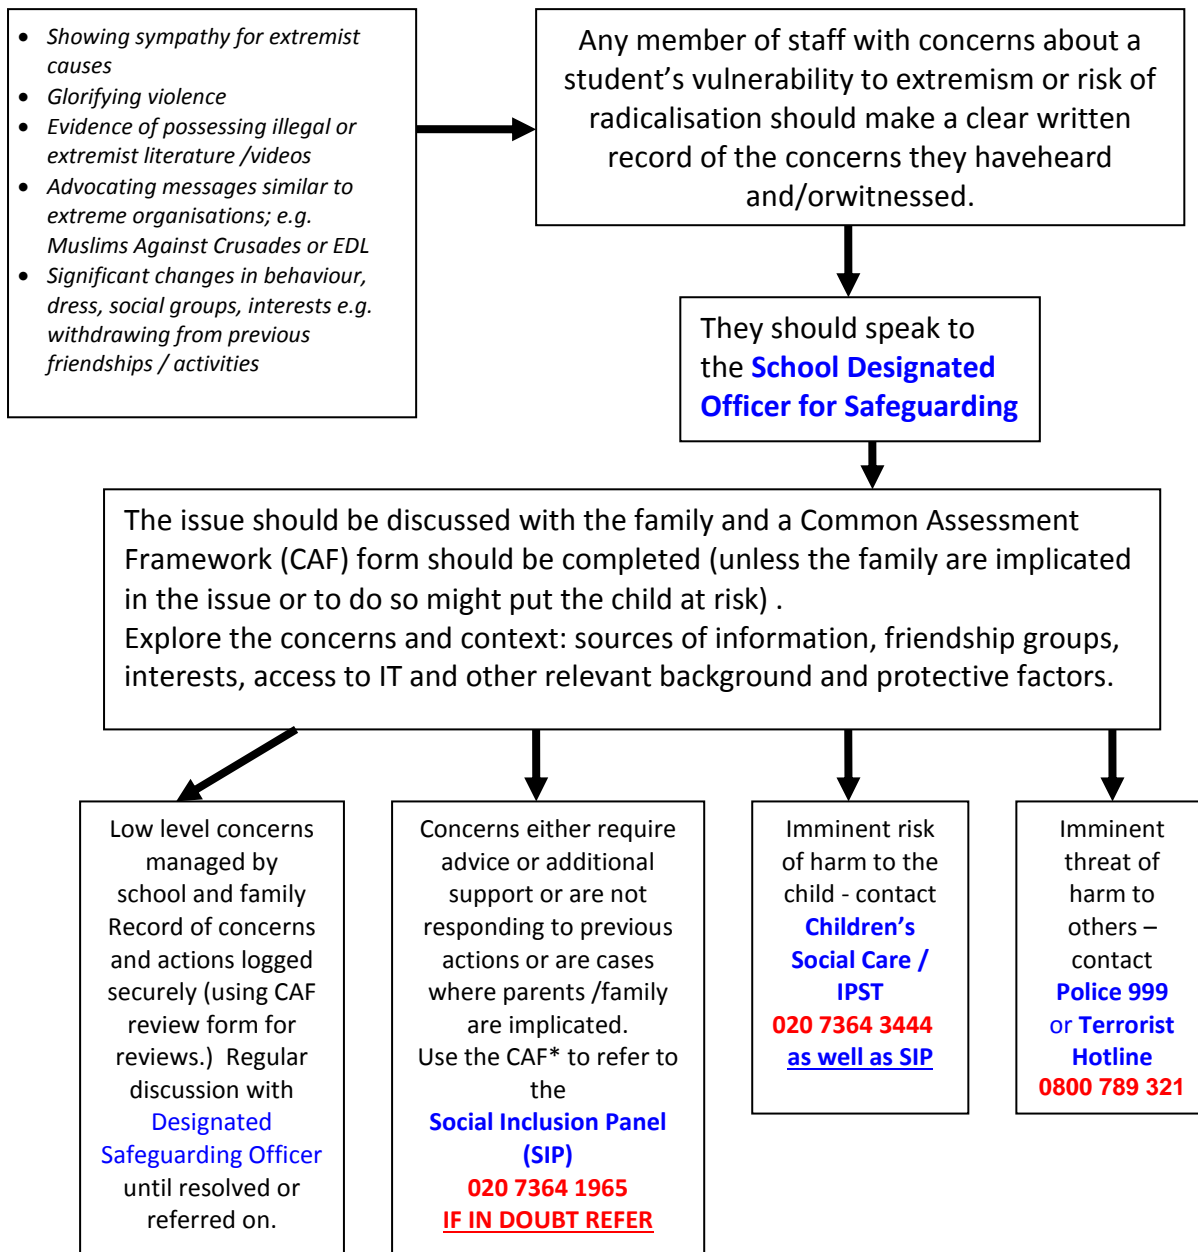 • Showing sympathy for extremist
causes
• Glorifying violence
• Evidence of possessing illegal or
extremist literature /videos
• Advocating messages similar to
extreme organisations; e.g.
Muslims Against Crusades or EDL
• Significant changes in behaviour,
dress, social groups, interests e.g.
withdrawing from previous
friendships / activities
Any member of staff with concerns about a
student’s vulnerability to extremism or risk of
radicalisation should make a clear written
record of the concerns they haveheard
and/orwitnessed.
They should speak to
the School Designated
Officer for Safeguarding
The issue should be discussed with the family and a Common Assessment
Framework (CAF) form should be completed (unless the family are implicated
in the issue or to do so might put the child at risk) .
Explore the concerns and context: sources of information, friendship groups,
interests, access to IT and other relevant background and protective factors.
Low level concerns
managed by
school and family
Record of concerns
and actions logged
securely (using CAF
review form for
reviews.) Regular
discussion with
Designated
Safeguarding Officer
until resolved or
referred on.
Concerns either require
advice or additional
support or are not
responding to previous
actions or are cases
where parents /family
are implicated.
Use the CAF* to refer to
the
Social Inclusion Panel
(SIP)
020 7364 1965
IF IN DOUBT REFER
Imminent risk
of harm to the
child - contact
Children’s
Social Care /
IPST
020 7364 3444
as well as SIP
Imminent
threat of
harm to
others –
contact
Police 999
or Terrorist
Hotline
0800 789 321